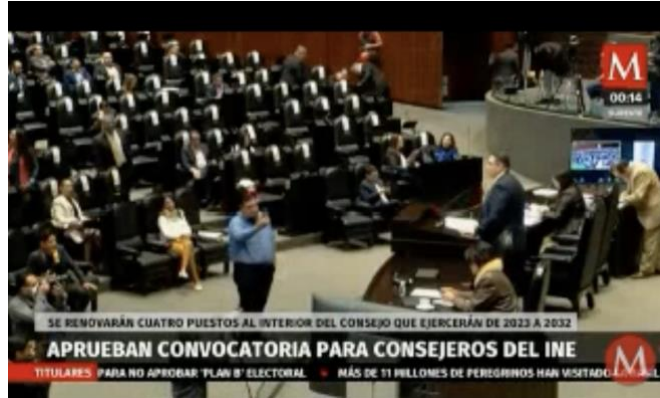 M
00:14
SE RENOVARÁN CUATRO PUESTOS AL INTERIOR DEL CONSEJO QUE EJERCERÁN DE 2023 A 2032
APRUEBAN CONVOCATORIA PARA CONSEJEROS DEL INE
M
TITULARES PARA NO APROBAR 'PLAN B' ELECTORAL MÁS DE 11 MILLONES DE PEREGRINOS HAN VISITADO